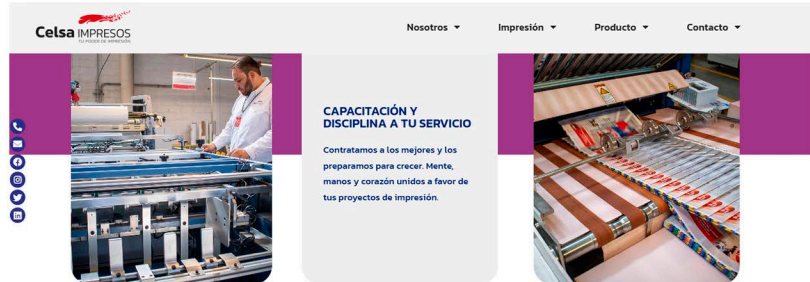 Celsa IMPRESOS
TU PODER DE IMPRESIÓN
Nosotros
Impresión
Producto
Contacto
CAPACITACIÓN Y
DISCIPLINA A TU SERVICIO
Contratamos a los mejores y los
preparamos para crecer. Mente,
manos y corazón unidos a favor de
tus proyectos de impresión.